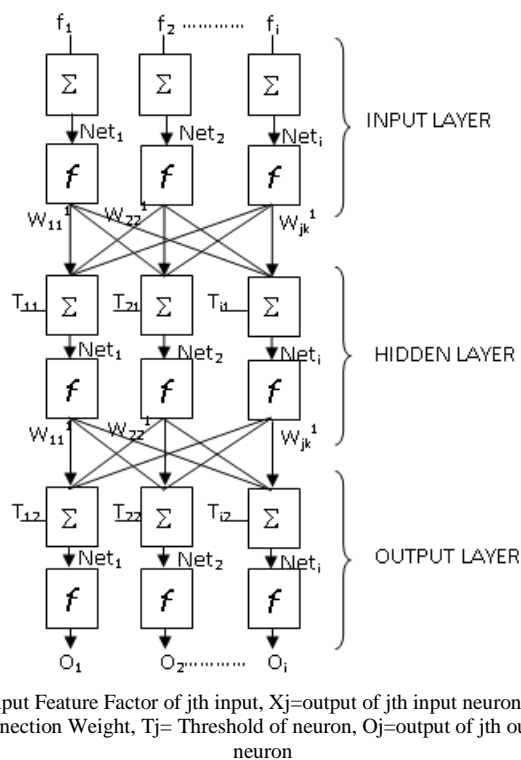 f₁ f₂ ............ fᵢ
Σ Σ Σ
INPUT LAYER
Net₁ Net₂ Netᵢ
f f f
W₁₁¹ W₂₂¹ Wⱼₖ¹
T₁₁ Σ T₂₁ Σ Tᵢ₁ Σ
Net₁ Net₂ Netᵢ
HIDDEN LAYER
f f f
W₁₁¹ W₂₂¹ Wⱼₖ¹
T₁₂ Σ T₂₂ Σ Tᵢ₂ Σ
Net₁ Net₂ Netᵢ
OUTPUT LAYER
f f f
O₁ O₂ ............ Oᵢ
Feature Factor of jth input, Xj=output of jth input neuron
Weight, Tj= Threshold of neuron, Oj=output of jth
neuron